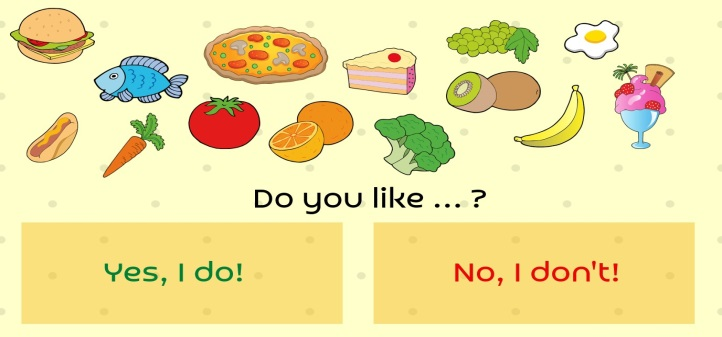 Do you like ... ?
Yes, I do!
No, I don't!